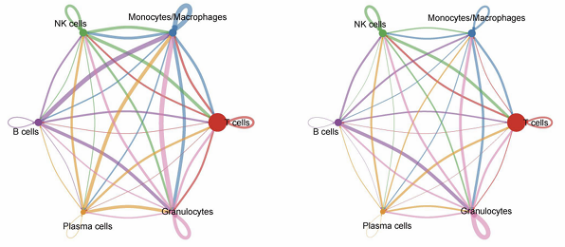 NK cells
Monocytes/Macrophages
B cells
T cells
Plasma cells
Granulocytes
NK cells
Monocytes/Macrophages
B cells
T cells
Plasma cells
Granulocytes